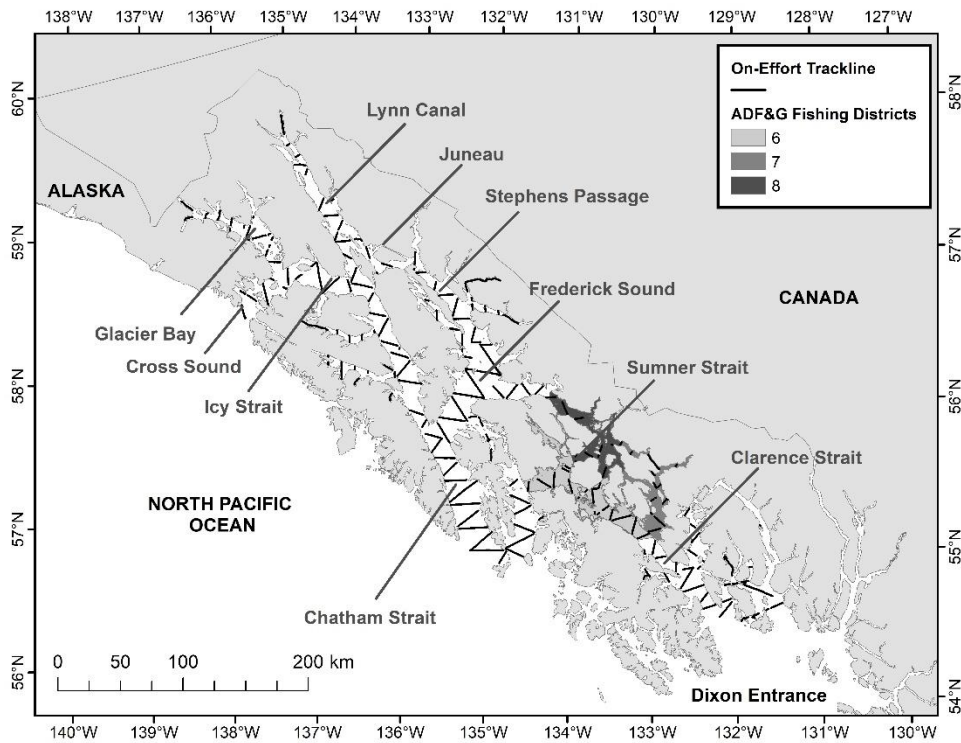 138°W 137°W 136°W 135°W 134°W 133°W 132°W 131°W 130°W 129°W 128°W 127°W
60°N
59°N
58°N
57°N
56°N
58°N
57°N
56°N
55°N
54°N
On-Effort Trackline
ADF&G Fishing Districts
6
7
8
Lynn Canal
Juneau
Stephens Passage
ALASKA
Frederick Sound
CANADA
Glacier Bay
Cross Sound
Icy Strait
Sumner Strait
Clarence Strait
NORTH PACIFIC
OCEAN
Chatham Strait
0 50 100 200 km
Dixon Entrance
140°W 139°W 138°W 137°W 136°W 135°W 134°W 133°W 132°W 131°W 130°W